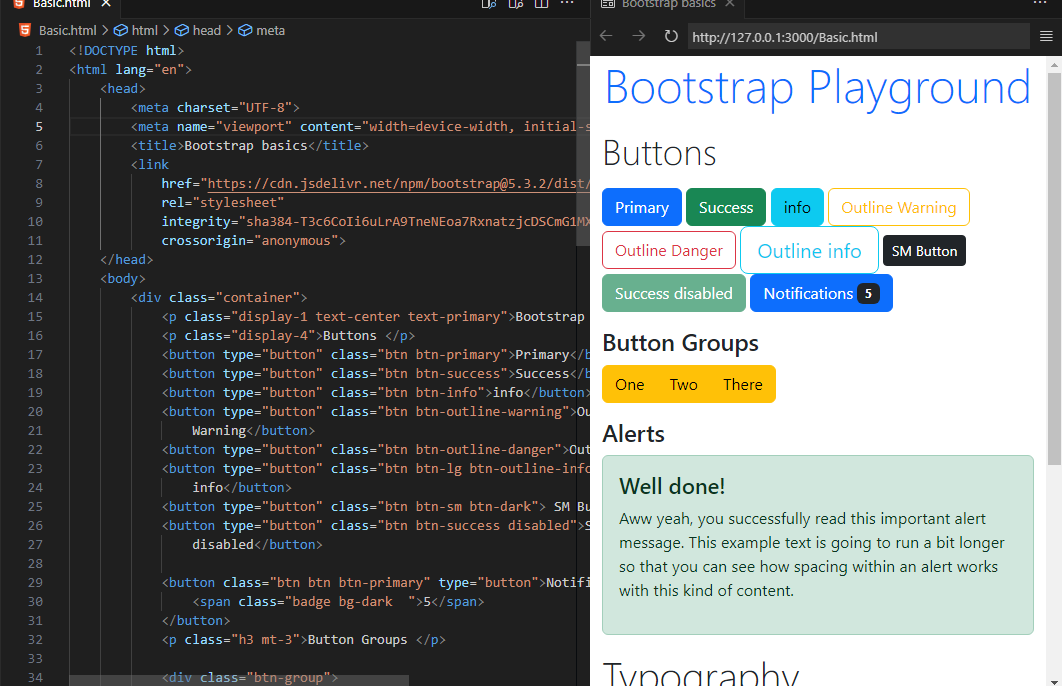 Basic.html
Basic.html > html > head > meta
1 <!DOCTYPE html>
2 <html lang="en">
3 <head>
4 <meta charset="UTF-8">
5 <meta name="viewport" content="width=device-width, initial-s
6 <title>Bootstrap basics</title>
7 <link
8 href="https://cdn.jsdelivr.net/npm/bootstrap@5.3.2/dist/
9 rel="stylesheet"
10 integrity="sha384-T3c6CoIi6uLrA9TneNEoa7RxnatzjcDSCmG1MX
11 crossorigin="anonymous">
12 </head>
13 <body>
14 <div class="container">
15 <p class="display-1 text-center text-primary">Bootstrap
16 <p class="display-4">Buttons </p>
17 <button type="button" class="btn btn-primary">Primary</b
18 <button type="button" class="btn btn-success">Success</b
19 <button type="button" class="btn btn-info">info</button>
20 <button type="button" class="btn btn-outline-warning">Ou
21 Warning</button>
22 <button type="button" class="btn btn-outline-danger">Out
23 <button type="button" class="btn btn-lg btn-outline-info
24 info</button>
25 <button type="button" class="btn btn-sm btn-dark"> SM Bu
26 <button type="button" class="btn btn-success disabled">S
27 disabled</button>
28
29 <button class="btn btn btn-primary" type="button">Notifi
30 <span class="badge bg-dark  ">5</span>
31 </button>
32 <p class="h3 mt-3">Button Groups </p>
33
34 <div class="btn-group">
Bootstrap basics
http://127.0.0.1:3000/Basic.html
Bootstrap Playground
Buttons
Primary Success info Outline Warning
Outline Danger Outline info SM Button
Success disabled Notifications 5
Button Groups
One Two There
Alerts
Well done!
Aww yeah, you successfully read this important alert
message. This example text is going to run a bit longer
so that you can see how spacing within an alert works
with this kind of content.
Typography